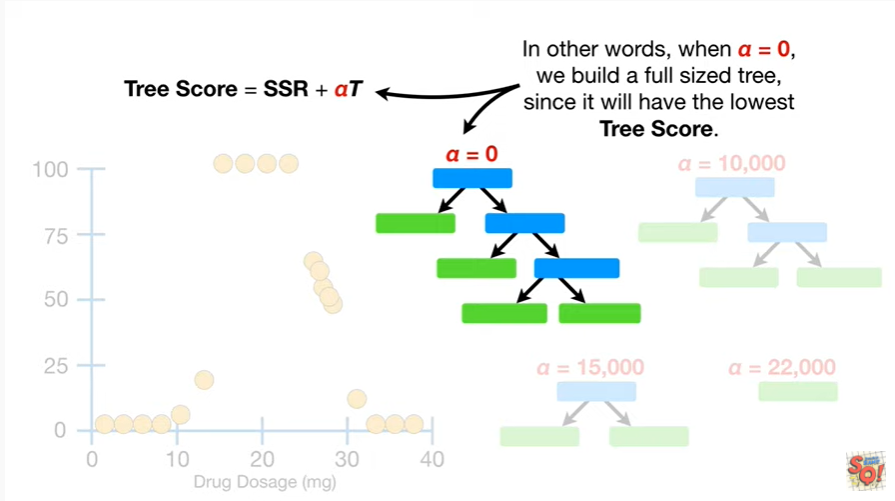 In other words, when α = 0,
we build a full sized tree,
since it will have the lowest
Tree Score.
Tree Score = SSR + αT
α = 0
α = 10,000
α = 15,000
α = 22,000
100
75
50
25
0
0 10 20 30 40
Drug Dosage (mg)
SQ!